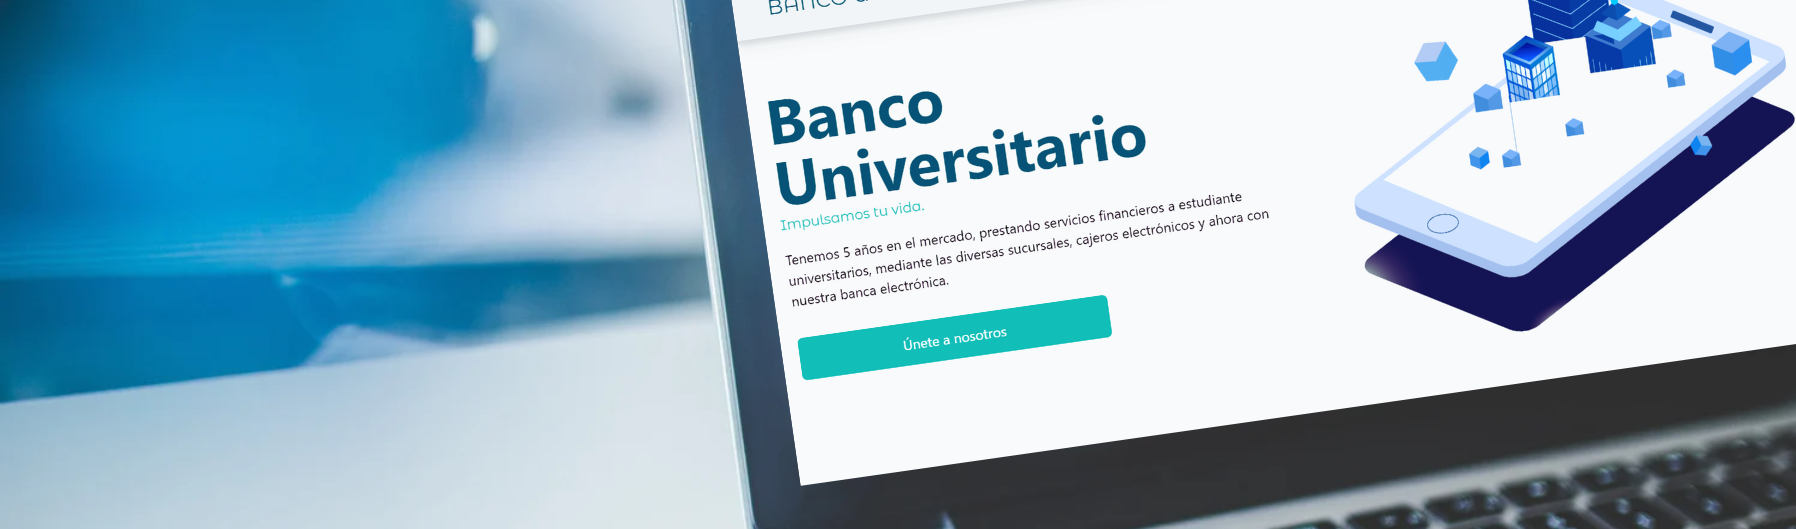 BANCO
Banco
Universitario
Impulsamos tu vida.
Tenemos 5 años en el mercado, prestando servicios financieros a estudiante
universitarios, mediante las diversas sucursales, cajeros electrónicos y ahora con
nuestra banca electrónica.
Únete a nosotros